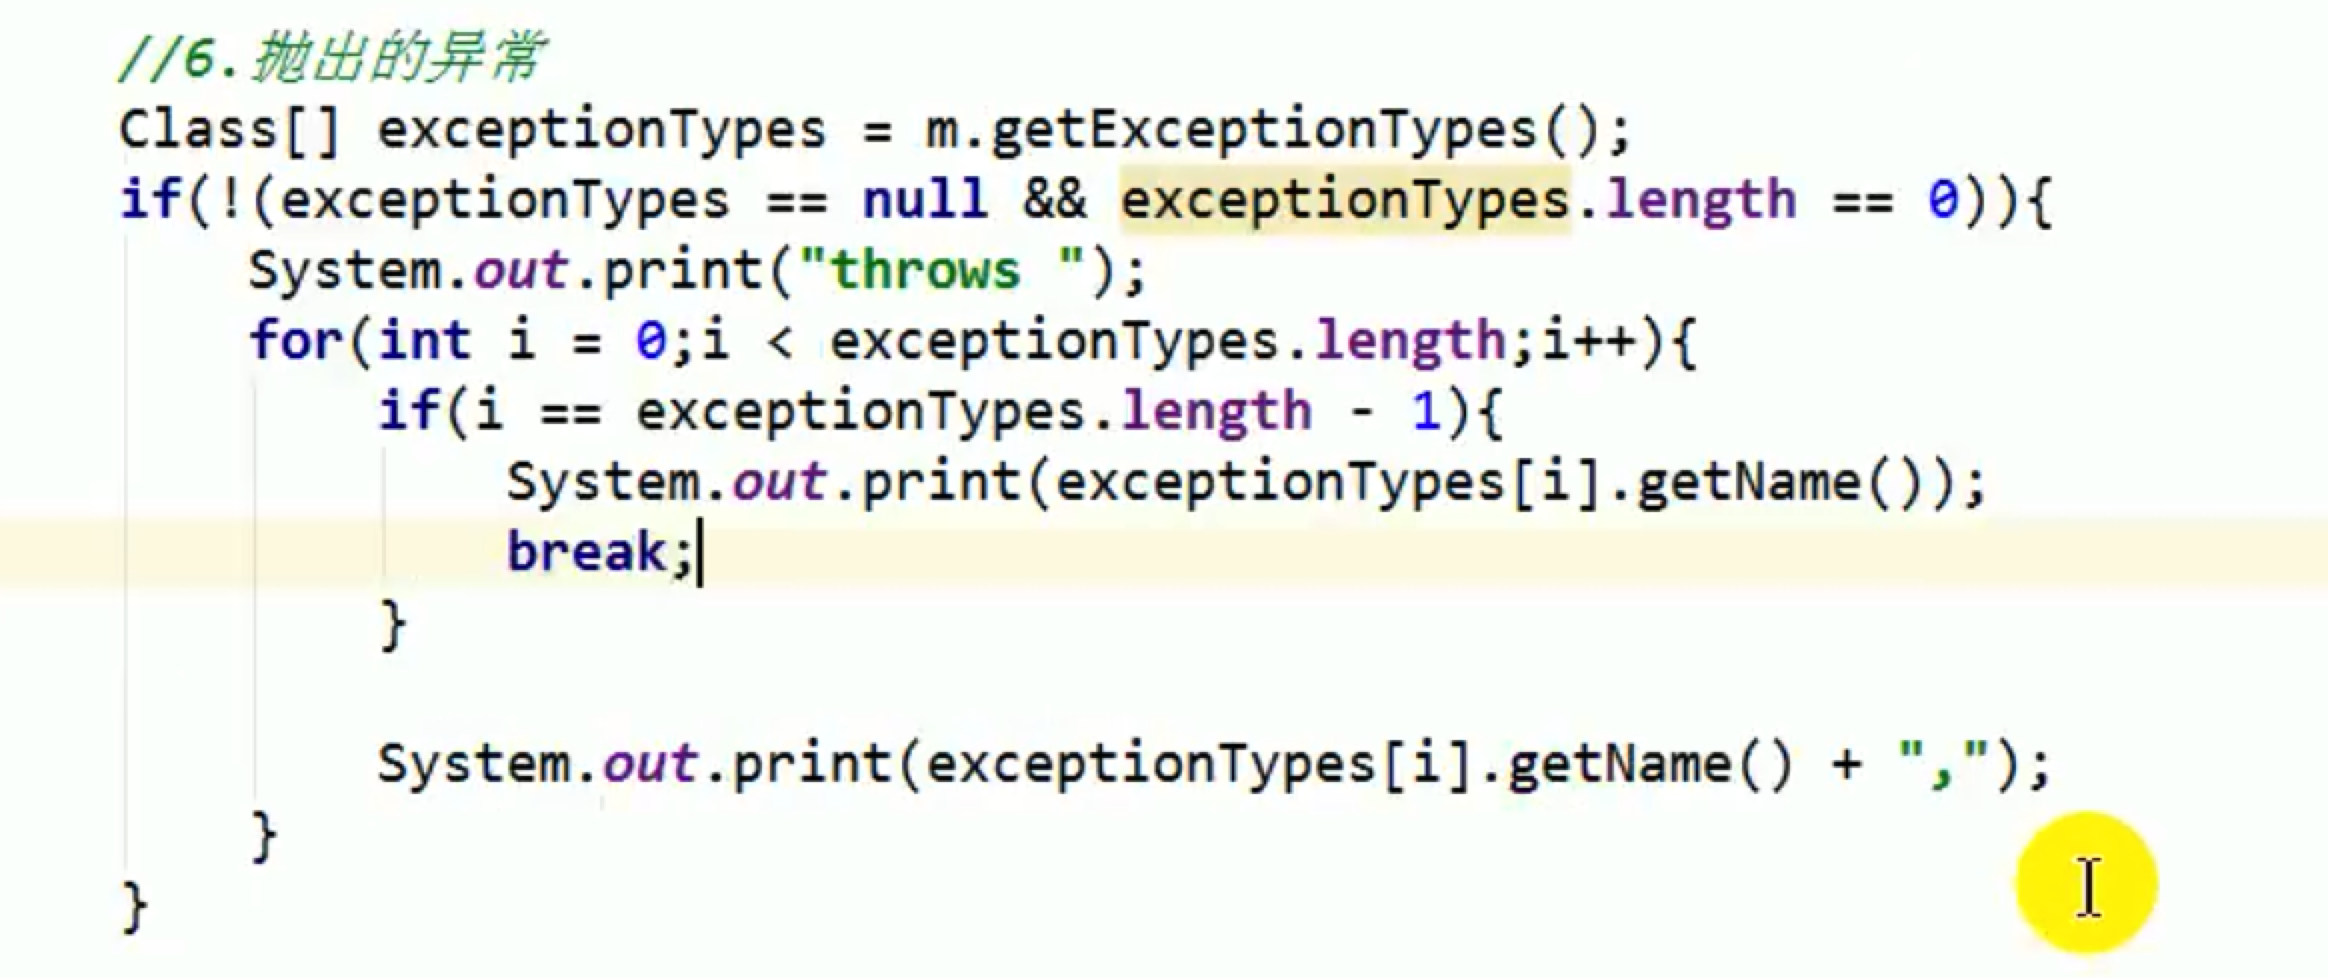 //6.抛出的异常
Class[] exceptionTypes = m.getExceptionTypes();
if(!(exceptionTypes == null && exceptionTypes.length == 0)){
System.out.print("throws ");
for(int i = 0;i < exceptionTypes.length;i++){
if(i == exceptionTypes.length - 1){
System.out.print(exceptionTypes[i].getName());
break;
}
System.out.print(exceptionTypes[i].getName() + ",");
}
}